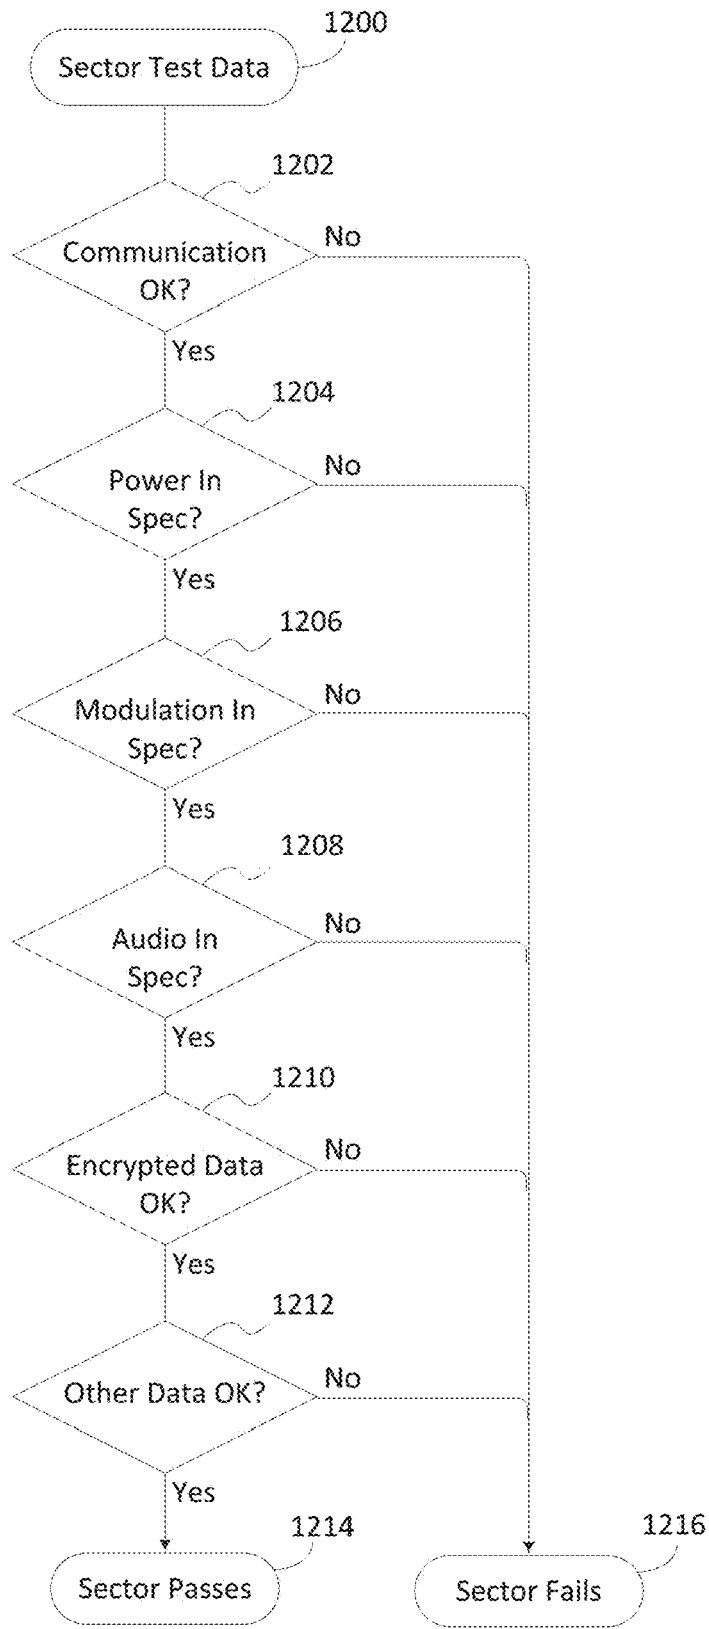 1200
Sector Test Data
1202
Communication
OK?
No
Yes
1204
Power In
Spec?
No
Yes
1206
Modulation In
Spec?
No
Yes
1208
Audio In
Spec?
No
Yes
1210
Encrypted Data
OK?
No
Yes
1212
Other Data OK?
No
Yes
1214
Sector Passes
1216
Sector Fails